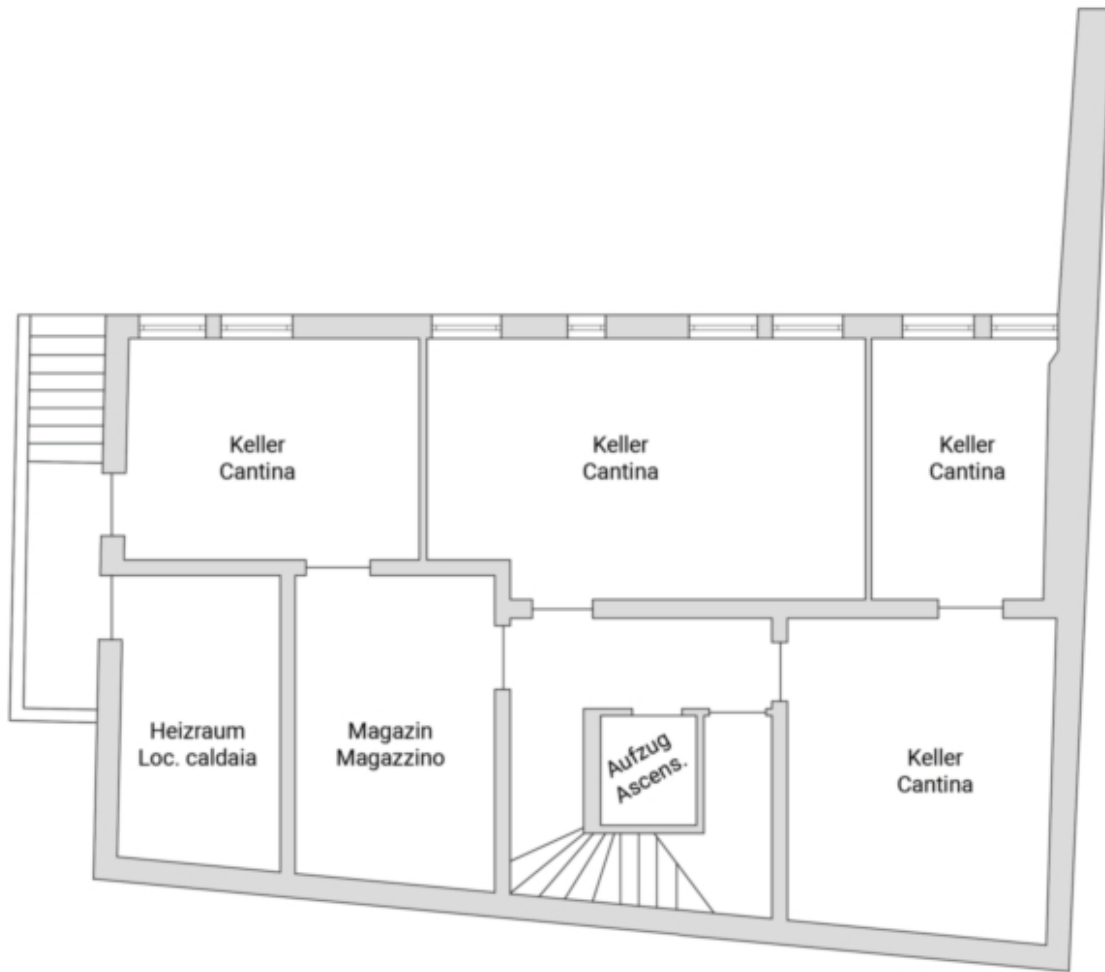 Keller
Cantina
Keller
Cantina
Keller
Cantina
Heizraum
Loc. caldaia
Magazin
Magazzino
Aufzug
Ascens.
Keller
Cantina